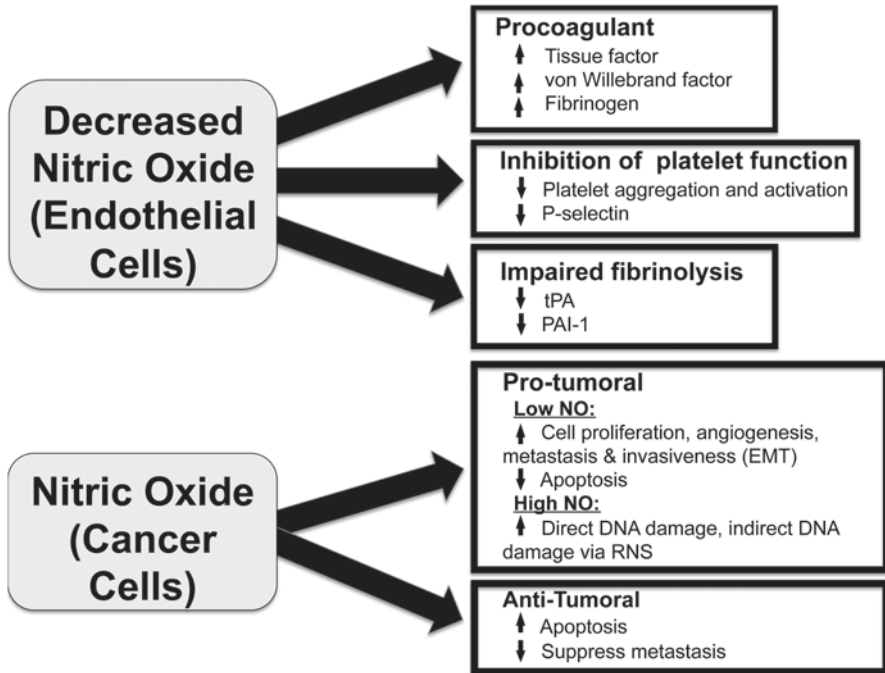 Decreased
Nitric Oxide
(Endothelial
Cells)
Procoagulant
↑ Tissue factor
↑ von Willebrand factor
↑ Fibrinogen
Inhibition of platelet function
↓ Platelet aggregation and activation
↓ P-selectin
Impaired fibrinolysis
↓ tPA
↓ PAI-1
Nitric Oxide
(Cancer
Cells)
Pro-tumoral
Low NO:
↑ Cell proliferation, angiogenesis,
metastasis & invasiveness (EMT)
↓ Apoptosis
High NO:
↑ Direct DNA damage, indirect DNA
damage via RNS
Anti-Tumoral
↑ Apoptosis
↓ Suppress metastasis